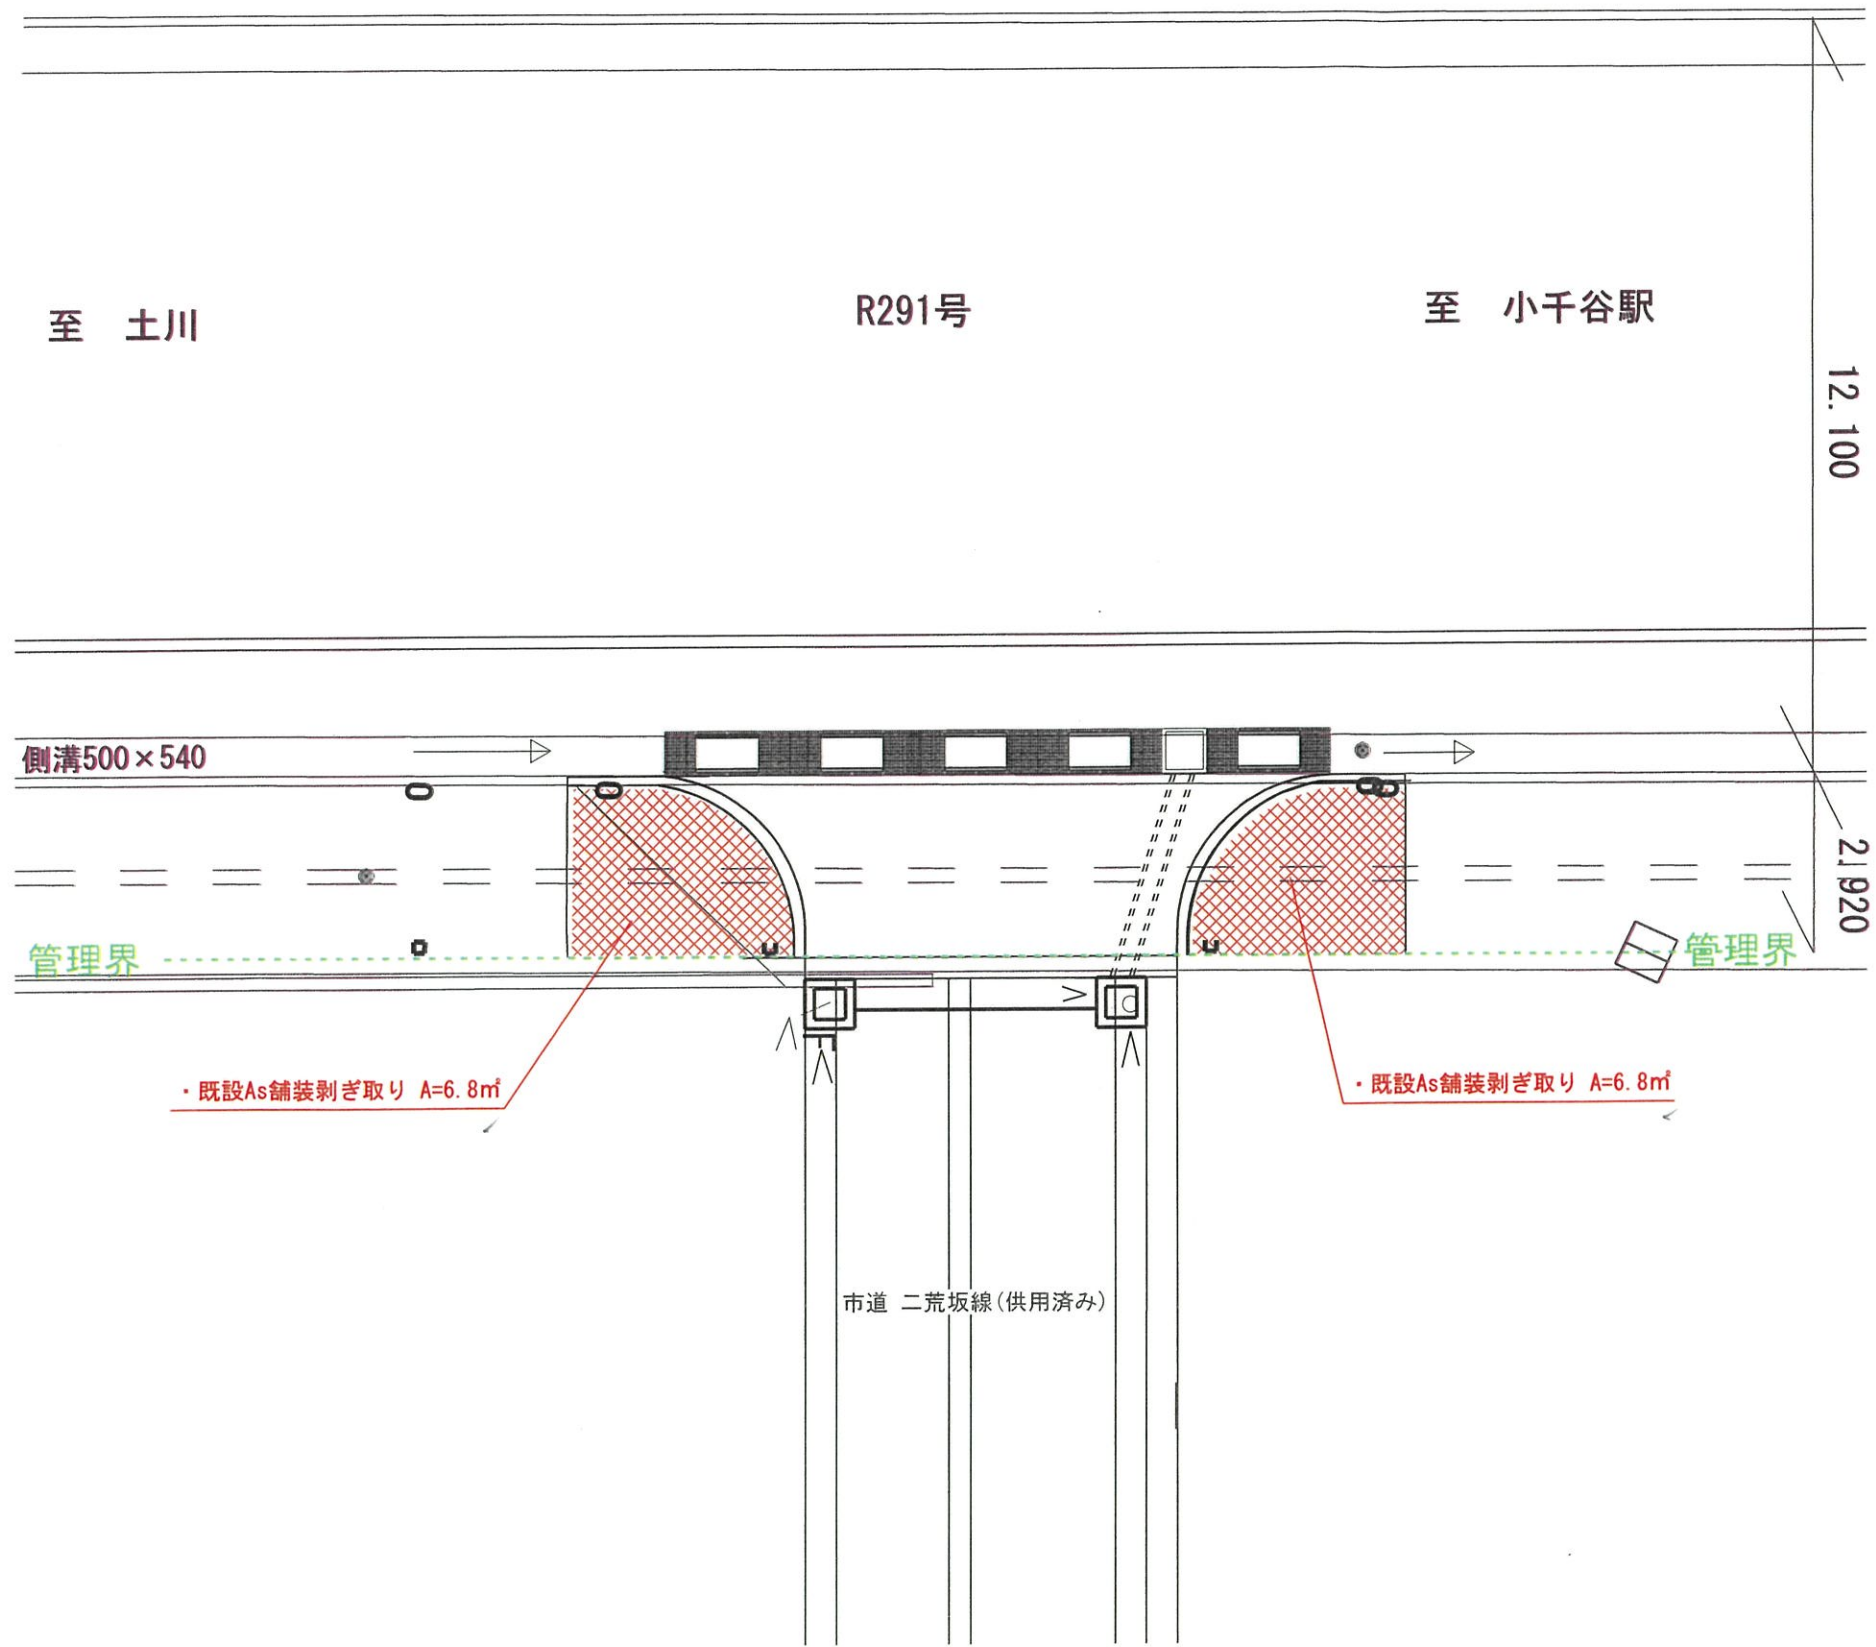 至　土川
R291号
至　小千谷駅
12.100
側溝500×540
2.920
管理界
管理界
・既設As舗装剥ぎ取り A=6.8㎡
・既設As舗装剥ぎ取り A=6.8㎡
市道 二荒坂線(供用済み)